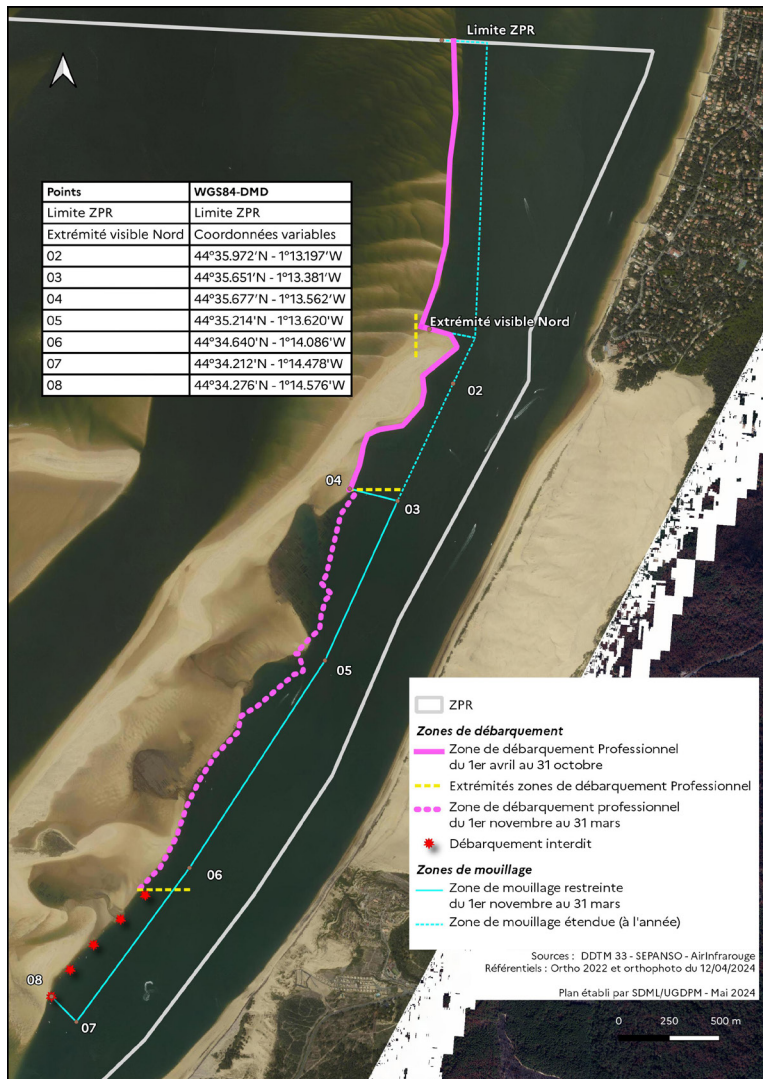 Limite ZPR
Points WGS84-DMD
Limite ZPR Limite ZPR
Extrémité visible Nord Coordonnées variables
02 44°35.972'N - 1°13.197'W
03 44°35.651'N - 1°13.381'W
04 44°35.677'N - 1°13.562'W
05 44°35.214'N - 1°13.620'W
06 44°34.640'N - 1°14.086'W
07 44°34.212'N - 1°14.478'W
08 44°34.276'N - 1°14.576'W
Extrémité visible Nord
02
04
03
05
06
08
07
ZPR
Zones de débarquement
Zone de débarquement Professionnel
du 1er avril au 31 octobre
Extrémités zones de débarquement Professionnel
Zone de débarquement professionnel
du 1er novembre au 31 mars
Débarquement interdit
Zones de mouillage
Zone de mouillage restreinte
du 1er novembre au 31 mars
Zone de mouillage étendue (à l'année)
Sources : DDTM 33 - SEPANSO - AirInfrarouge
Référentiels : Ortho 2022 et orthophoto du 12/04/2024
Plan établi par SDML/UGDPM - Mai 2024
0 250 500 m